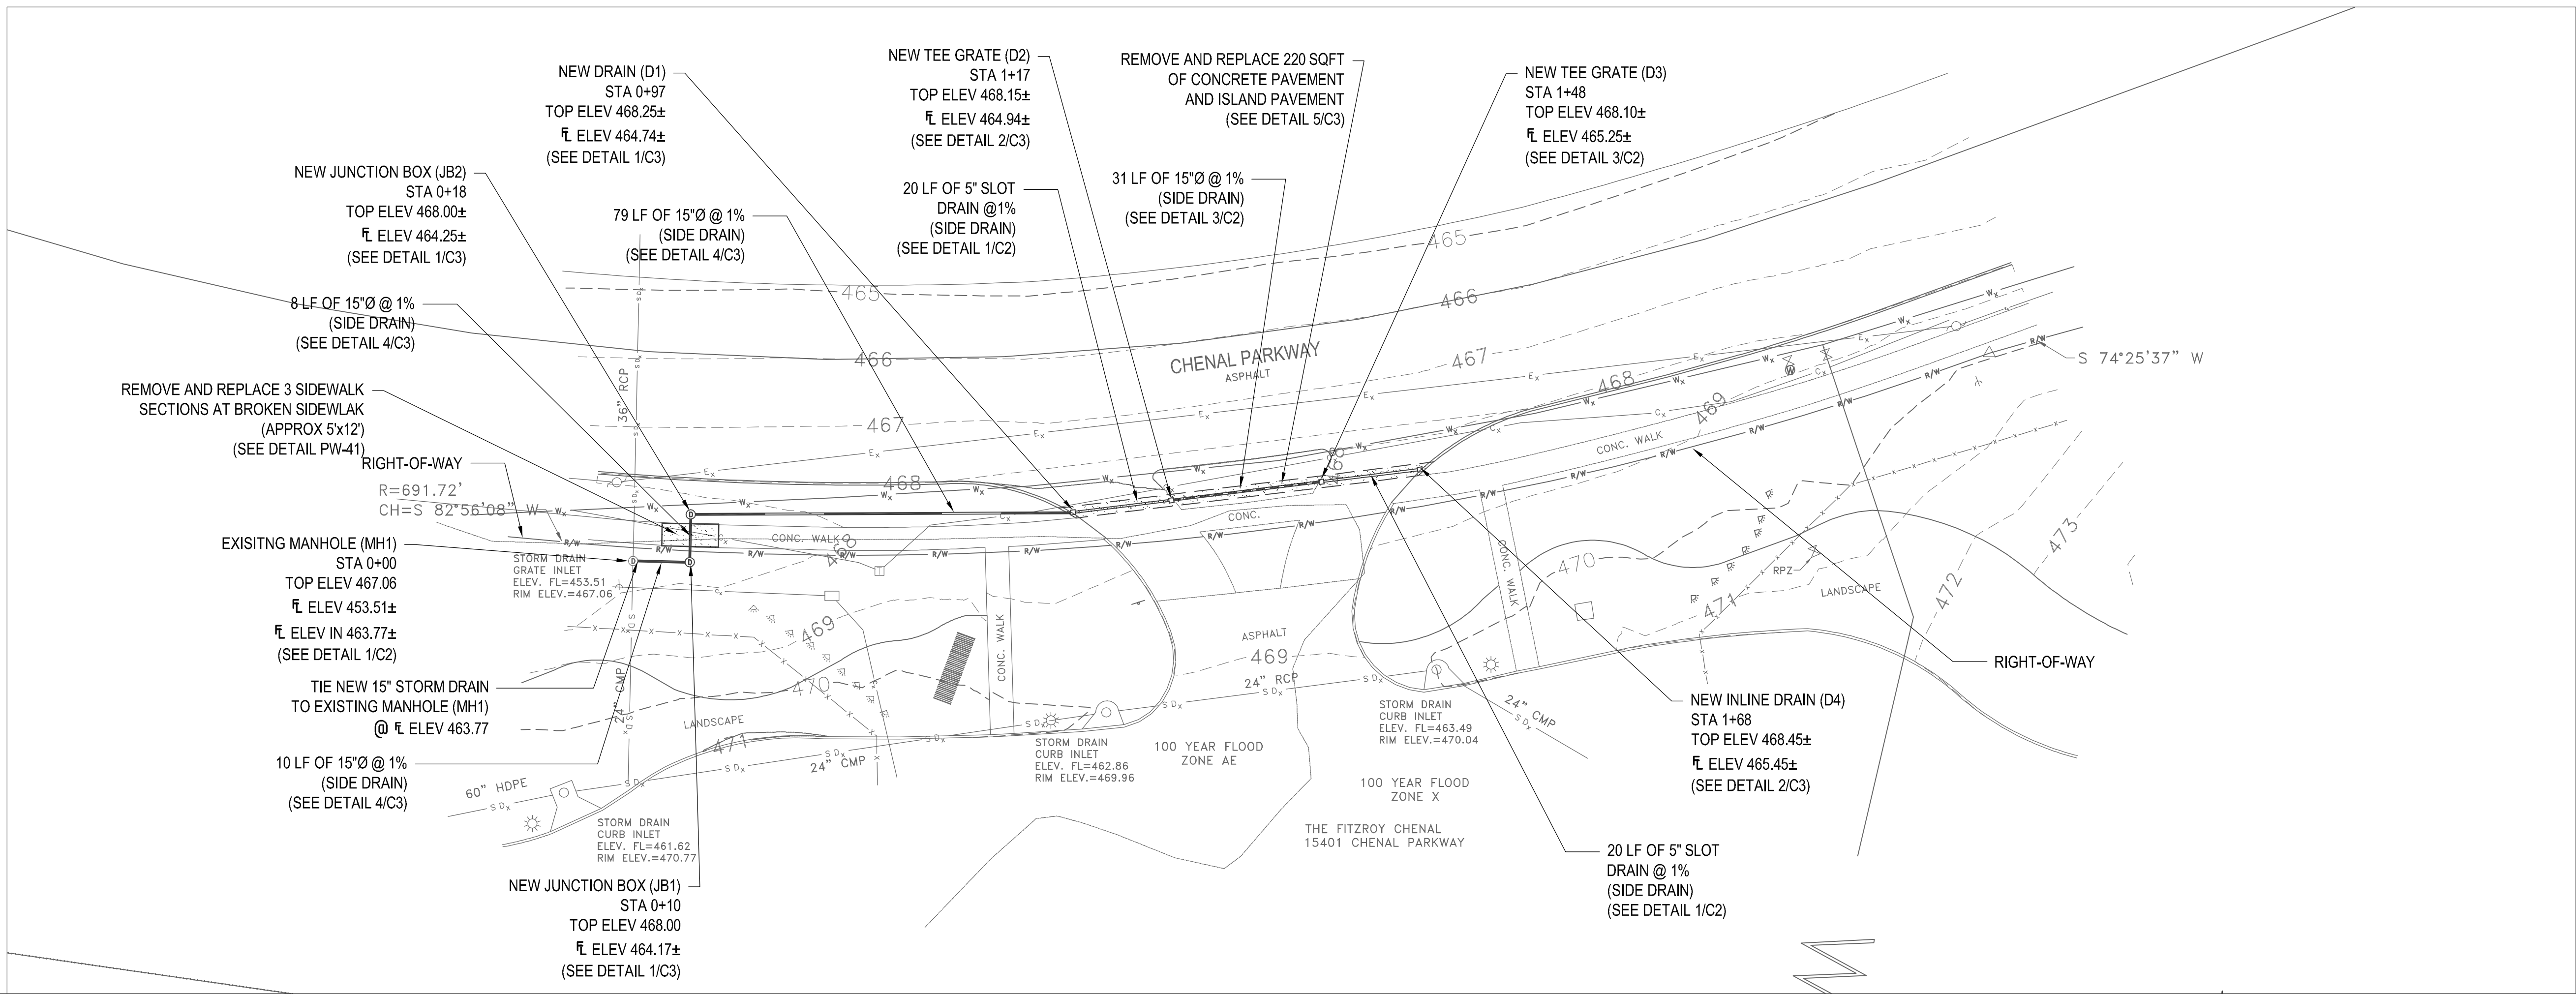 NEW DRAIN (D1)
STA 0+97
TOP ELEV 468.25±
FL ELEV 464.74±
(SEE DETAIL 1/C3)
NEW TEE GRATE (D2)
STA 1+17
TOP ELEV 468.15±
FL ELEV 464.94±
(SEE DETAIL 2/C3)
REMOVE AND REPLACE 220 SQFT
OF CONCRETE PAVEMENT
AND ISLAND PAVEMENT
(SEE DETAIL 5/C3)
NEW TEE GRATE (D3)
STA 1+48
TOP ELEV 468.10±
FL ELEV 465.25±
(SEE DETAIL 3/C2)
NEW JUNCTION BOX (JB2)
STA 0+18
TOP ELEV 468.00±
FL ELEV 464.25±
(SEE DETAIL 1/C3)
79 LF OF 15"Ø @ 1%
(SIDE DRAIN)
(SEE DETAIL 4/C3)
20 LF OF 5" SLOT
DRAIN @1%
(SIDE DRAIN)
(SEE DETAIL 1/C2)
31 LF OF 15"Ø @ 1%
(SIDE DRAIN)
(SEE DETAIL 3/C2)
8 LF OF 15"Ø @ 1%
(SIDE DRAIN)
(SEE DETAIL 4/C3)
REMOVE AND REPLACE 3 SIDEWALK
SECTIONS AT BROKEN SIDEWLAK
(APPROX 5'x12')
(SEE DETAIL PW-41)
RIGHT-OF-WAY
R=691.72'
CH=S 82°56'08" W
EXISITNG MANHOLE (MH1)
STA 0+00
TOP ELEV 467.06
FL ELEV 453.51±
FL ELEV IN 463.77±
(SEE DETAIL 1/C2)
TIE NEW 15" STORM DRAIN
TO EXISTING MANHOLE (MH1)
@ FL ELEV 463.77
10 LF OF 15"Ø @ 1%
(SIDE DRAIN)
(SEE DETAIL 4/C3)
NEW JUNCTION BOX (JB1)
STA 0+10
TOP ELEV 468.00
FL ELEV 464.17±
(SEE DETAIL 1/C3)
STORM DRAIN
GRATE INLET
ELEV. FL=453.51
RIM ELEV.=467.06
STORM DRAIN
CURB INLET
ELEV. FL=461.62
RIM ELEV.=470.77
STORM DRAIN
CURB INLET
ELEV. FL=462.86
RIM ELEV.=469.96
STORM DRAIN
CURB INLET
ELEV. FL=463.49
RIM ELEV.=470.04
100 YEAR FLOOD
ZONE AE
100 YEAR FLOOD
ZONE X
THE FITZROY CHENAL
15401 CHENAL PARKWAY
NEW INLINE DRAIN (D4)
STA 1+68
TOP ELEV 468.45±
FL ELEV 465.45±
(SEE DETAIL 2/C3)
20 LF OF 5" SLOT
DRAIN @ 1%
(SIDE DRAIN)
(SEE DETAIL 1/C2)
RIGHT-OF-WAY
S 74°25'37" W
CHENAL PARKWAY
ASPHALT
36" RCP
24" CMP
60" HDPE
24" CMP
24" RCP
24" CMP
CONC. WALK
CONC. WALK
CONC.
CONC. WALK
CONC. WALK
ASPHALT
LANDSCAPE
LANDSCAPE
RPZ
465
465
466
466
467
467
468
468
468
468
469
469
469
470
470
471
471
472
473